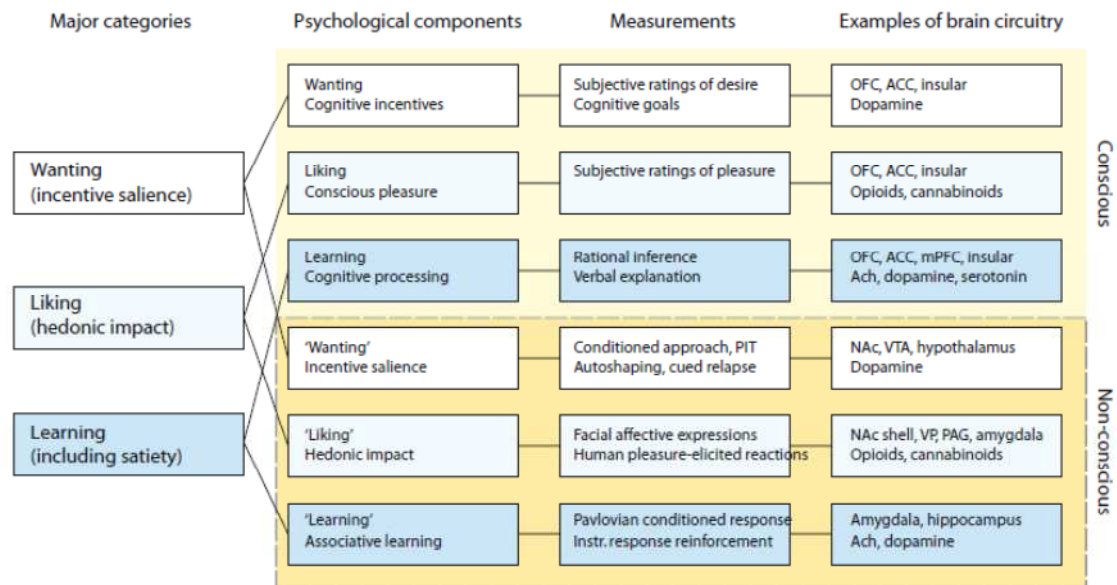 Major categories
Psychological components
Measurements
Examples of brain circuitry
Wanting
(incentive salience)
Liking
(hedonic impact)
Learning
(including satiety)
Wanting
Cognitive incentives
Subjective ratings of desire
Cognitive goals
OFC, ACC, insular
Dopamine
Liking
Conscious pleasure
Subjective ratings of pleasure
OFC, ACC, insular
Opioids, cannabinoids
Learning
Cognitive processing
Rational inference
Verbal explanation
OFC, ACC, mPFC, insular
Ach, dopamine, serotonin
Conscious
'Wanting'
Incentive salience
Conditioned approach, PIT
Autoshaping, cued relapse
NAc, VTA, hypothalamus
Dopamine
'Liking'
Hedonic impact
Facial affective expressions
Human pleasure-elicited reactions
NAc shell, VP, PAG, amygdala
Opioids, cannabinoids
'Learning'
Associative learning
Pavlovian conditioned response
Instr. response reinforcement
Amygdala, hippocampus
Ach, dopamine
Non-conscious